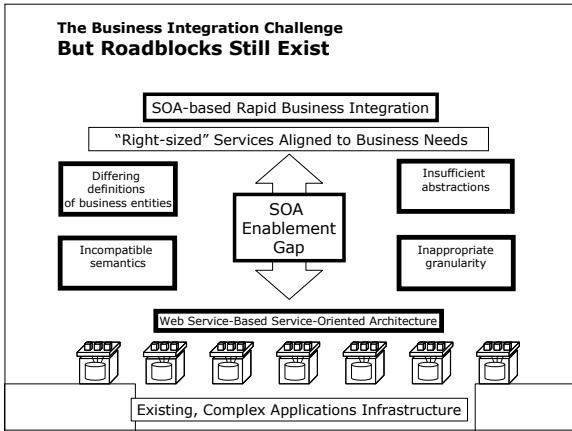 The Business Integration Challenge
But Roadblocks Still Exist
SOA-based Rapid Business Integration
“Right-sized” Services Aligned to Business Needs
Differing
definitions
of business entities
Insufficient
abstractions
SOA
Enablement
Gap
Incompatible
semantics
Inappropriate
granularity
Web Service-Based Service-Oriented Architecture
Existing, Complex Applications Infrastructure